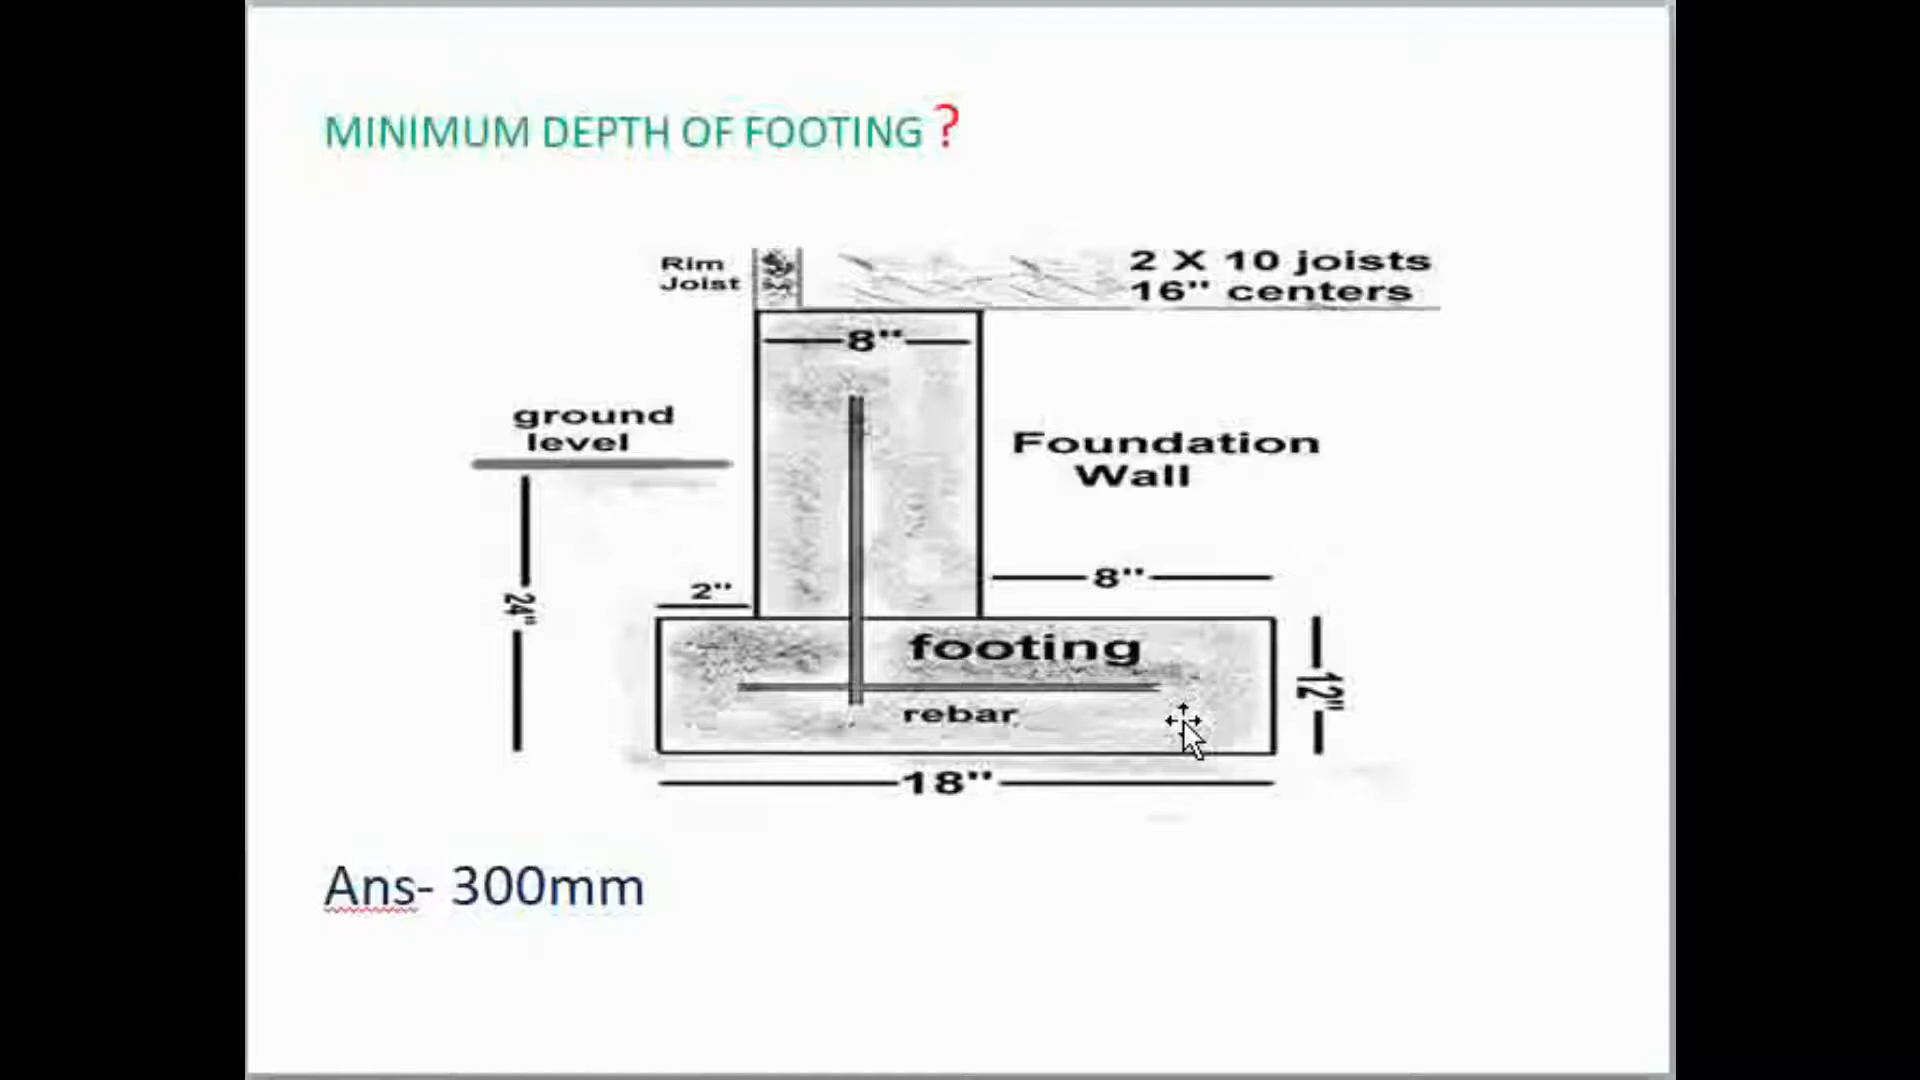 MINIMUM DEPTH OF FOOTING ?
Rim
Joist
2 X 10 joists
16" centers
8"
ground
level
Foundation
Wall
24"
2"
8"
footing
rebar
12"
18"
Ans- 300mm